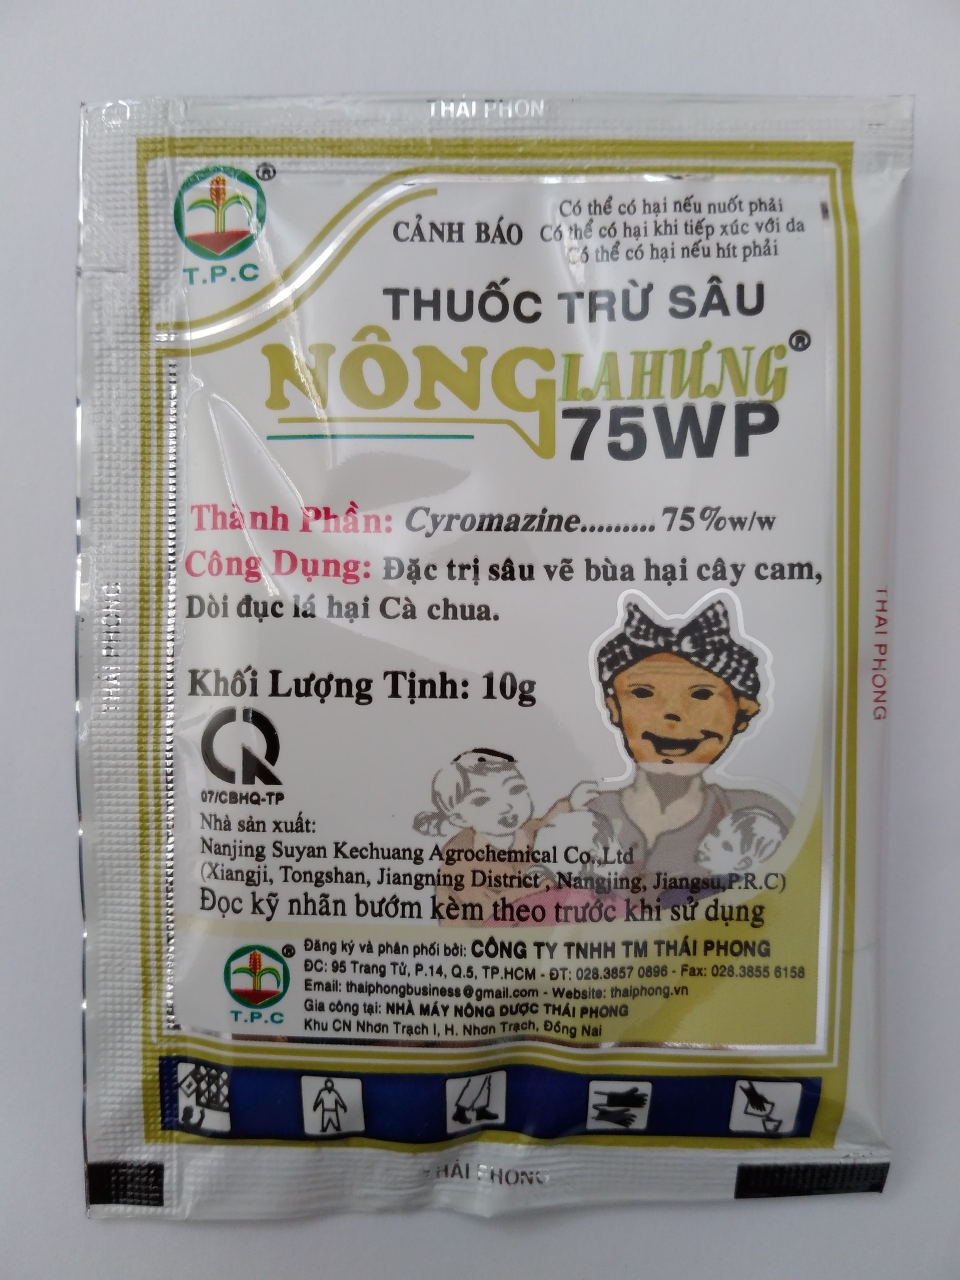 THÁI PHON
®
T.P.C
CẢNH BÁO
Có thể có hại nếu nuốt phải
Có thể có hại khi tiếp xúc với da
Có thể có hại nếu hít phải
THUỐC TRỪ SÂU
NÔNGIAHƯNG®
75WP
Thành Phần: Cyromazine......... 75%w/w
Công Dụng: Đặc trị sâu vẽ bùa hại cây cam,
Dòi đục lá hại Cà chua.
Khối Lượng Tịnh: 10g
07/CBHQ-TP
Nhà sản xuất:
Nanjing Suyan Kechuang Agrochemical Co.,Ltd
(Xiangji, Tongshan, Jiangning District , Nangjing, Jiangsu,P.R.C)
Đọc kỹ nhãn bướm kèm theo trước khi sử dụng
®
T.P.C
Đăng ký và phân phối bởi: CÔNG TY TNHH TM THÁI PHONG
ĐC: 95 Trang Tử, P.14, Q.5, TP.HCM - ĐT: 028.3857 0896 - Fax: 028.3855 6158
Email: thaiphongbusiness@gmail.com - Website: thaiphong.vn
Gia công tại: NHÀ MÁY NÔNG DƯỢC THÁI PHONG
Khu CN Nhơn Trạch I, H. Nhơn Trạch, Đồng Nai
THÁI PHONG
THÁI PHONG
HÁI PHONG